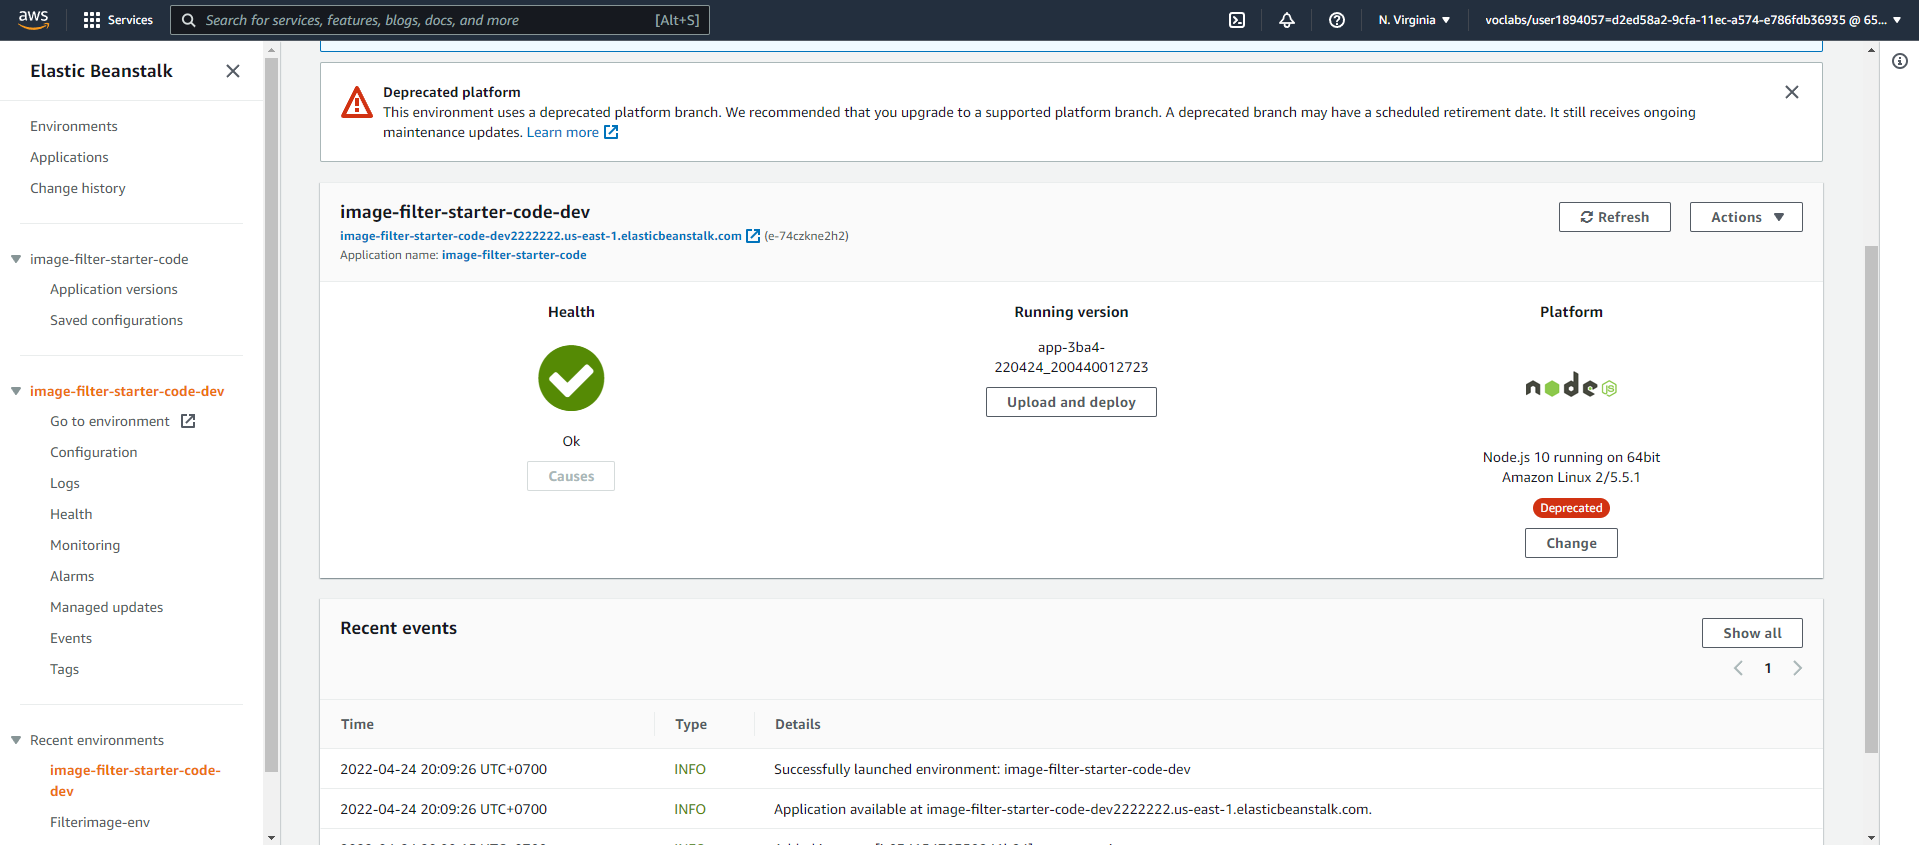 aws
Services
Search for services, features, blogs, docs, and more
[Alt+S]
N. Virginia
voclabs/user1894057=d2ed58a2-9cfa-11ec-a574-e786fdb36935 @ 65...
Elastic Beanstalk
Environments
Applications
Change history
image-filter-starter-code
Application versions
Saved configurations
image-filter-starter-code-dev
Go to environment
Configuration
Logs
Health
Monitoring
Alarms
Managed updates
Events
Tags
Recent environments
image-filter-starter-code-
dev
Filterimage-env
Deprecated platform
This environment uses a deprecated platform branch. We recommended that you upgrade to a supported platform branch. A deprecated branch may have a scheduled retirement date. It still receives ongoing
maintenance updates. Learn more
image-filter-starter-code-dev
image-filter-starter-code-dev2222222.us-east-1.elasticbeanstalk.com (e-74czkne2h2)
Application name: image-filter-starter-code
Refresh
Actions
Health
Ok
Causes
Running version
app-3ba4-
220424_200440012723
Upload and deploy
Platform
node JS
Node.js 10 running on 64bit
Amazon Linux 2/5.5.1
Deprecated
Change
Recent events
Show all
1
Time Type Details
2022-04-24 20:09:26 UTC+0700 INFO Successfully launched environment: image-filter-starter-code-dev
2022-04-24 20:09:26 UTC+0700 INFO Application available at image-filter-starter-code-dev2222222.us-east-1.elasticbeanstalk.com.